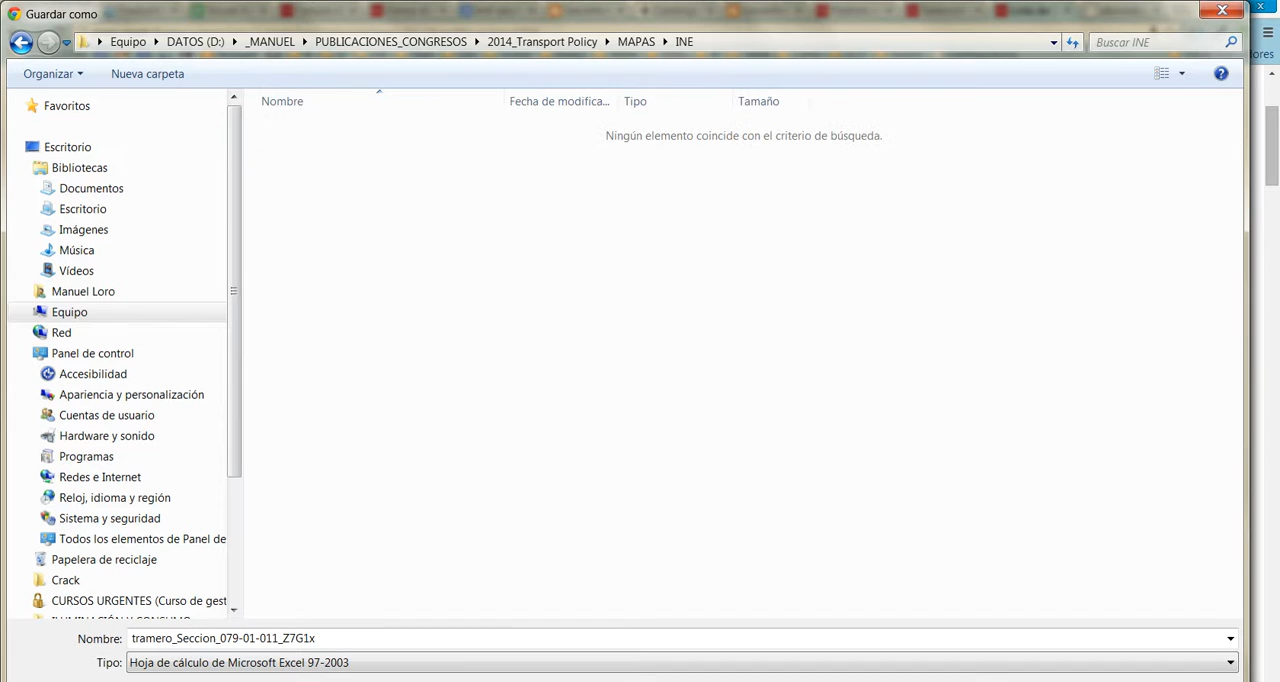 Guardar como
Equipo DATOS (D:) _MANUEL PUBLICACIONES_CONGRESOS 2014_Transport Policy MAPAS INE
Buscar INE
Organizar Nueva carpeta
Nombre Fecha de modifica... Tipo Tamaño
Ningún elemento coincide con el criterio de búsqueda.
Favoritos
Escritorio
Bibliotecas
Documentos
Escritorio
Imágenes
Música
Vídeos
Manuel Loro
Equipo
Red
Panel de control
Accesibilidad
Apariencia y personalización
Cuentas de usuario
Hardware y sonido
Programas
Redes e Internet
Reloj, idioma y región
Sistema y seguridad
Todos los elementos de Panel de
Papelera de reciclaje
Crack
CURSOS URGENTES (Curso de gest
Nombre: tramero_Seccion_079-01-011_Z7G1x
Tipo: Hoja de cálculo de Microsoft Excel 97-2003